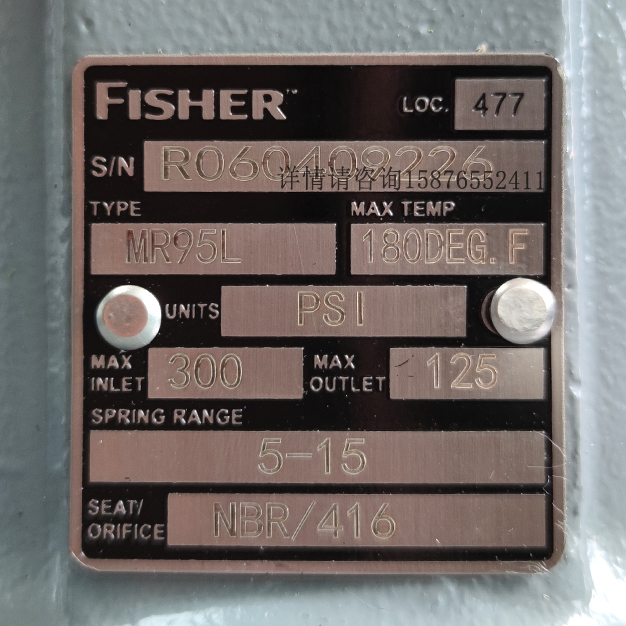 FISHER™ LOC. 477
S/N R060409226
详情请咨询15876552411
TYPE MAX TEMP
MR95L 180DEG.F
UNITS PSI
MAX INLET 300 MAX OUTLET 125
SPRING RANGE
5-15
SEAT/ORIFICE NBR/416